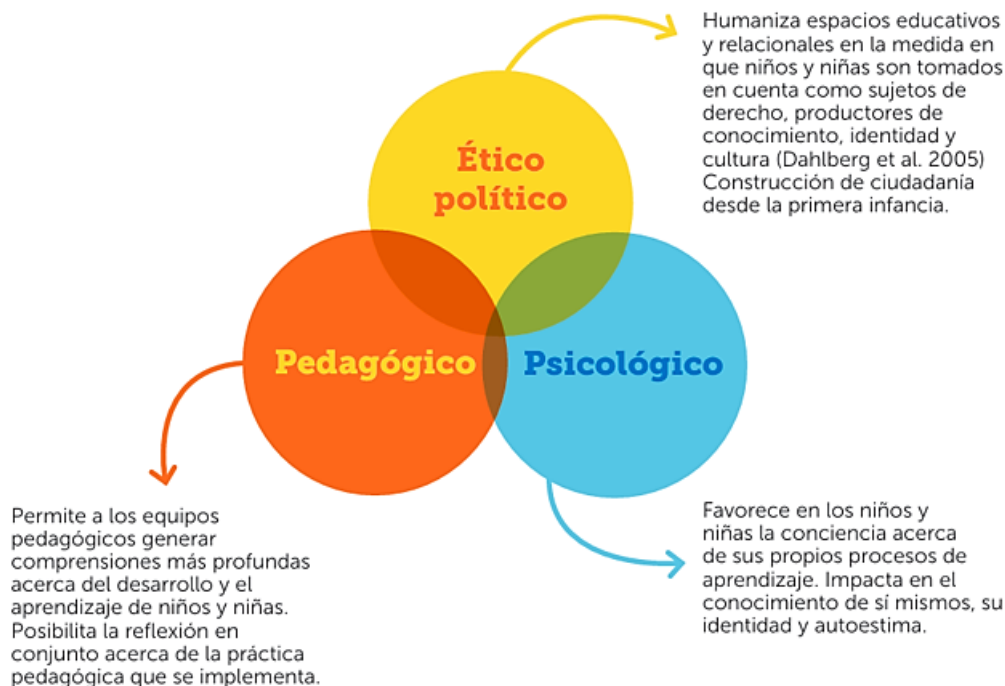 Humaniza espacios educativos
y relacionales en la medida en
que niños y niñas son tomados
en cuenta como sujetos de
derecho, productores de
conocimiento, identidad y
cultura (Dahlberg et al. 2005)
Construcción de ciudadanía
desde la primera infancia.
Ético
político
Pedagógico
Psicológico
Permite a los equipos
pedagógicos generar
comprensiones más profundas
acerca del desarrollo y el
aprendizaje de niños y niñas.
Posibilita la reflexión en
conjunto acerca de la práctica
pedagógica que se implementa.
Favorece en los niños y
niñas la conciencia acerca
de sus propios procesos de
aprendizaje. Impacta en el
conocimiento de sí mismos, su
identidad y autoestima.